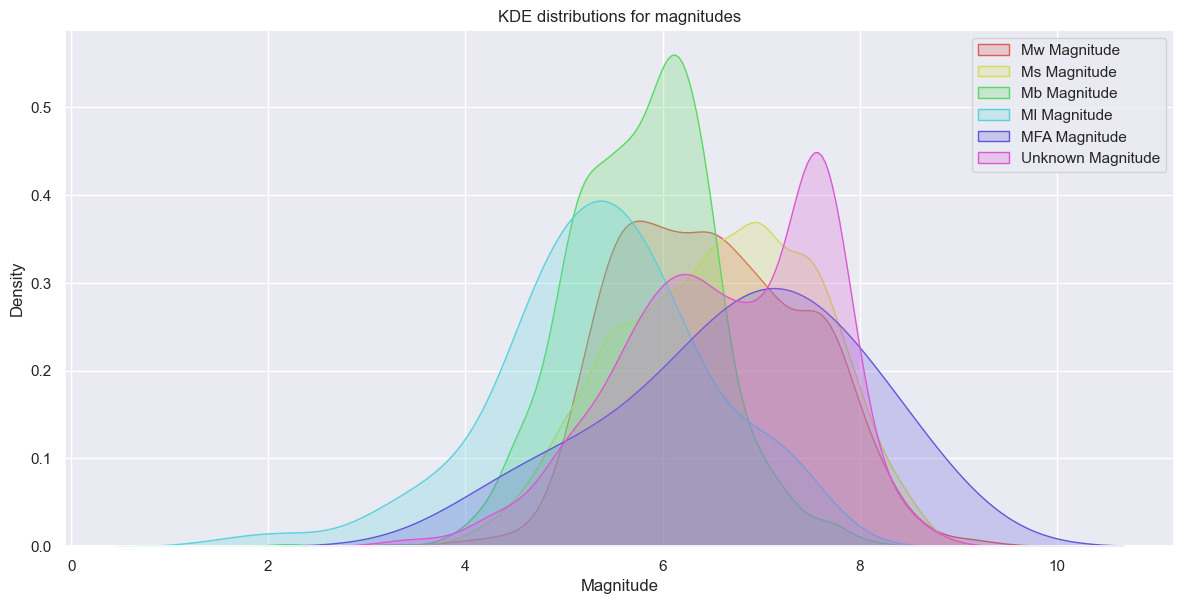 KDE distributions for magnitudes
Mw Magnitude
Ms Magnitude
Mb Magnitude
Ml Magnitude
MFA Magnitude
Unknown Magnitude
Density
0.5
0.4
0.3
0.2
0.1
0.0
0 2 4 6 8 10
Magnitude